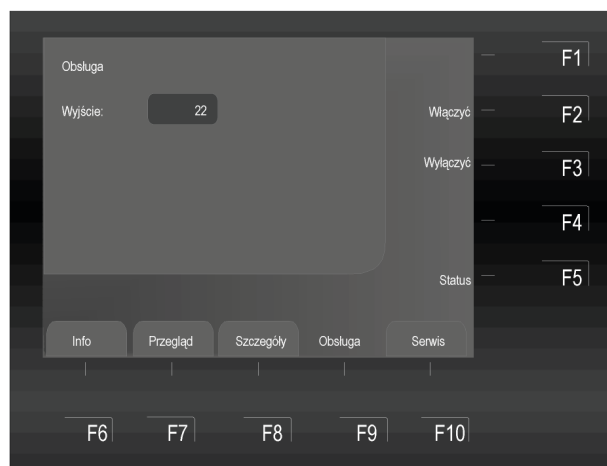 Obsługa
F1
Wyjście: 22
Włączyć F2
Wyłączyć F3
F4
Status F5
Info Przegląd Szczegóły Obsługa Serwis
F6 F7 F8 F9 F10